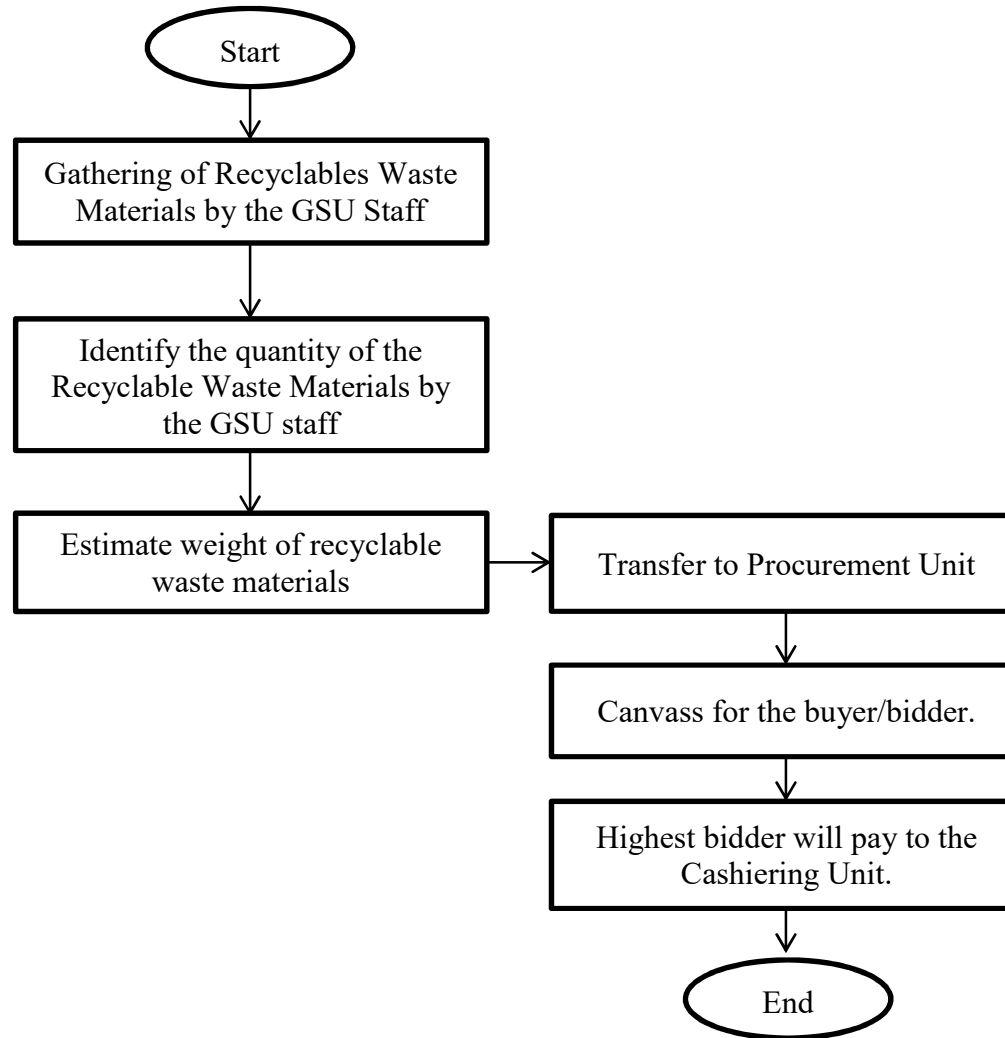 Start
Gathering of Recyclables Waste
Materials by the GSU Staff
Identify the quantity of the
Recyclable Waste Materials by
the GSU staff
Estimate weight of recyclable
waste materials
Transfer to Procurement Unit
Canvass for the buyer/bidder.
Highest bidder will pay to the
Cashiering Unit.
End